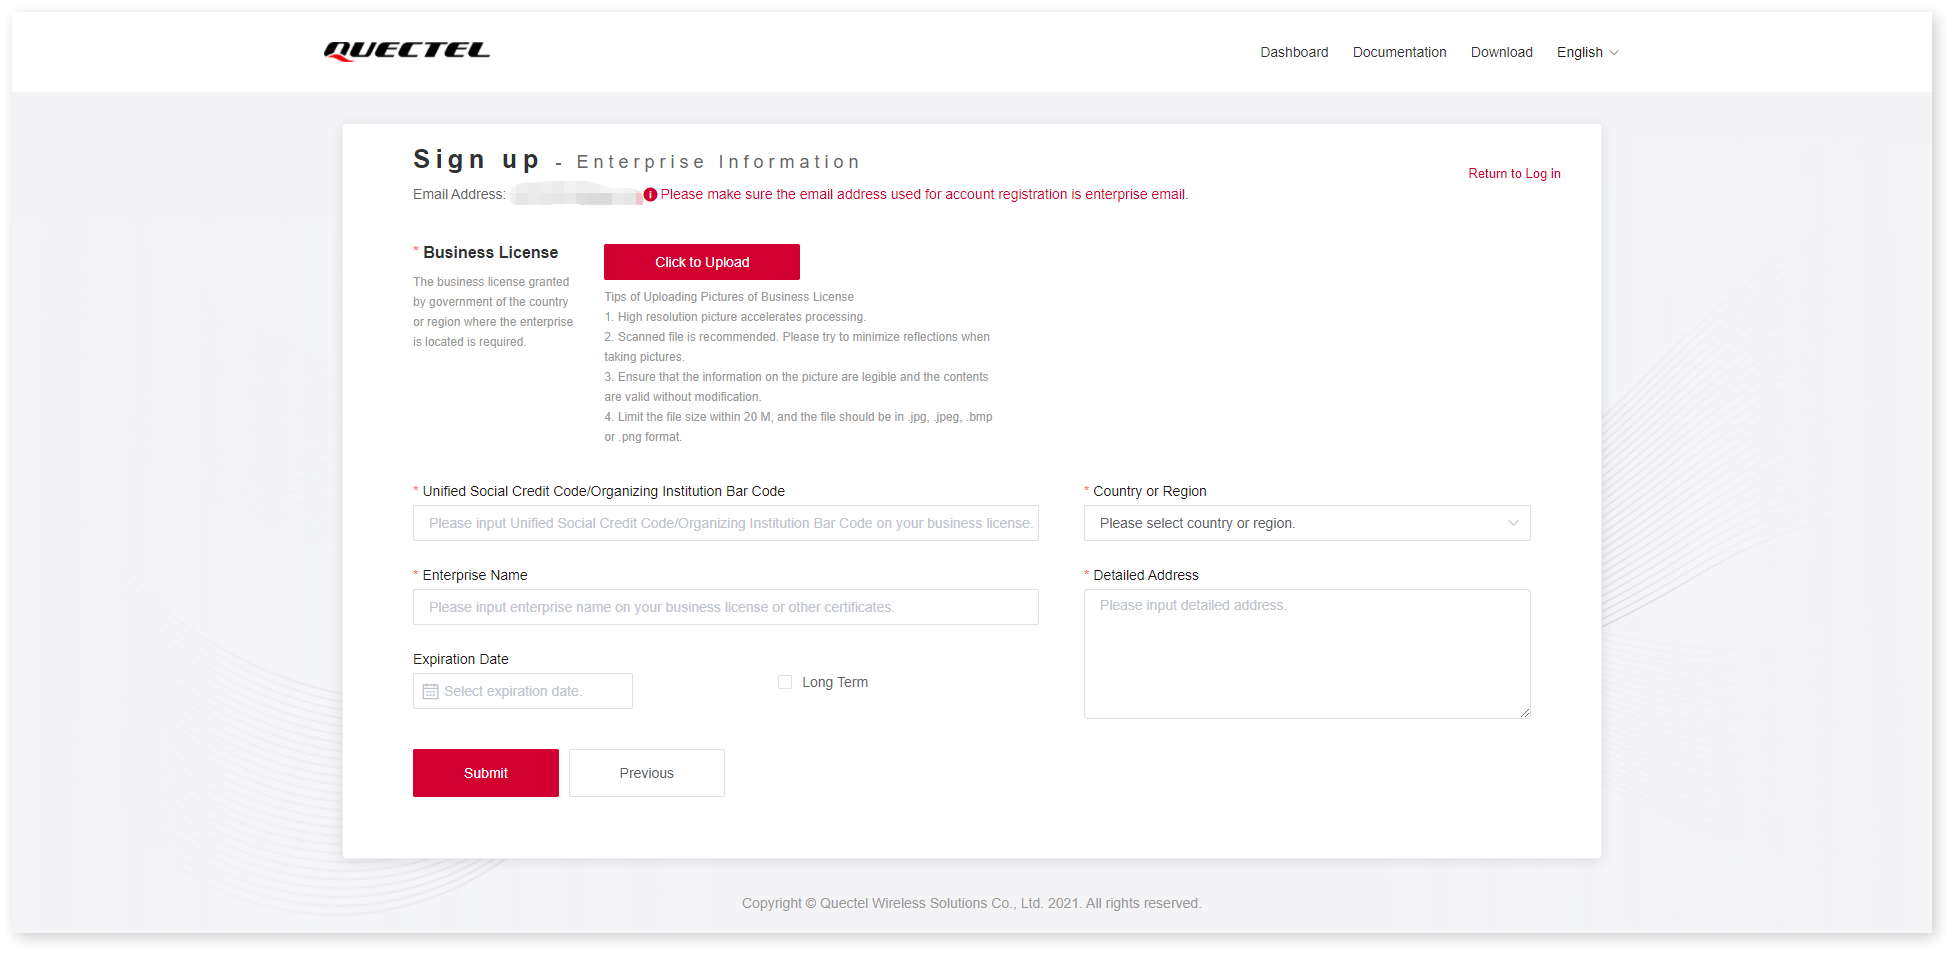 QUECTEL
Dashboard Documentation Download English
Sign up - Enterprise Information
Return to Log in
Email Address: Please make sure the email address used for account registration is enterprise email.
* Business License
The business license granted
by government of the country
or region where the enterprise
is located is required.
Click to Upload
Tips of Uploading Pictures of Business License
1. High resolution picture accelerates processing.
2. Scanned file is recommended. Please try to minimize reflections when
taking pictures.
3. Ensure that the information on the picture are legible and the contents
are valid without modification.
4. Limit the file size within 20 M, and the file should be in .jpg, .jpeg, .bmp
or .png format.
* Unified Social Credit Code/Organizing Institution Bar Code
Please input Unified Social Credit Code/Organizing Institution Bar Code on your business license.
* Country or Region
Please select country or region.
* Enterprise Name
Please input enterprise name on your business license or other certificates.
* Detailed Address
Please input detailed address.
Expiration Date
Select expiration date.
Long Term
Submit
Previous
Copyright © Quectel Wireless Solutions Co., Ltd. 2021. All rights reserved.